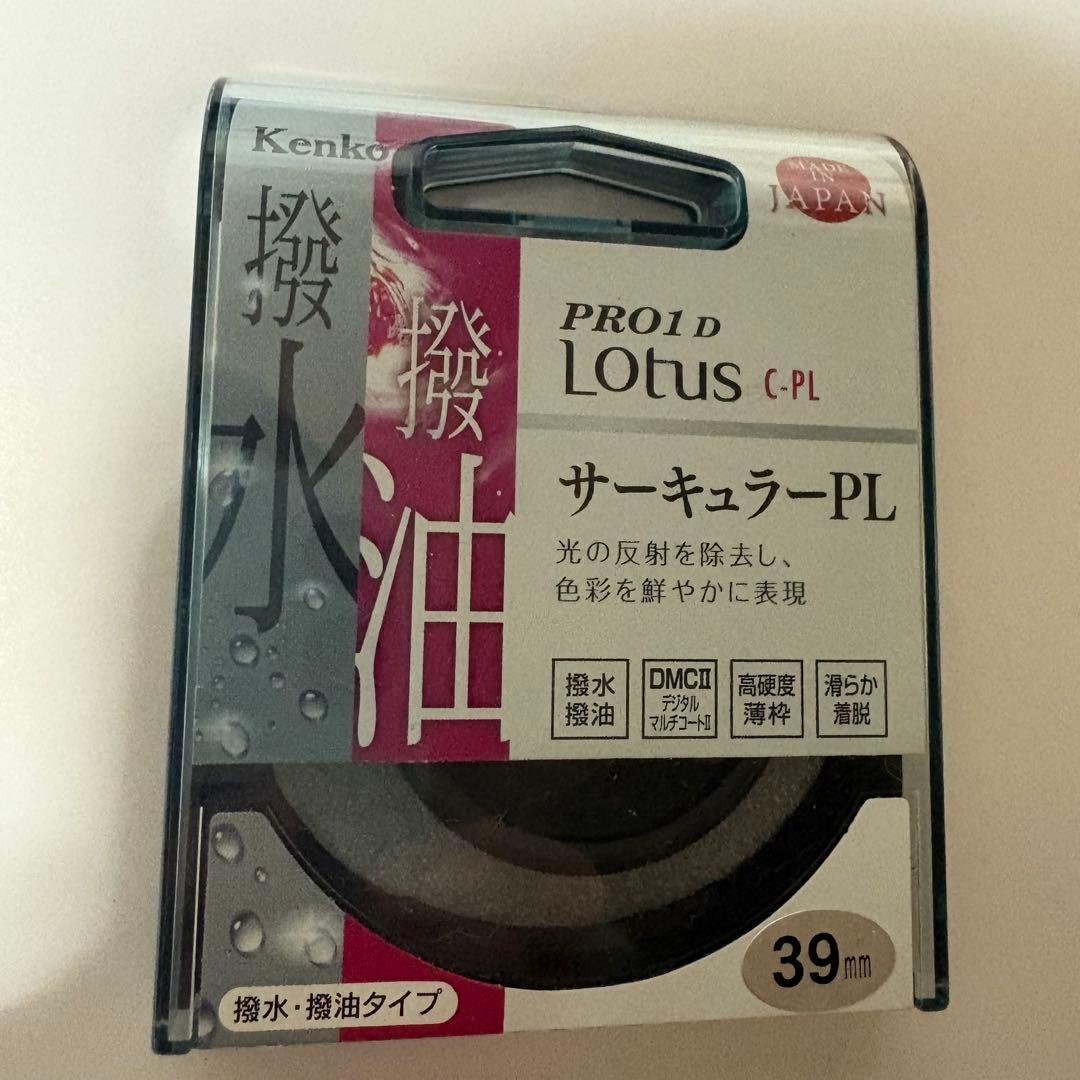 Kenko
MADE
IN
JAPAN
撥水
撥油
PRO1 D
Lotus C-PL
サーキュラーPL
光の反射を除去し、
色彩を鮮やかに表現
撥水
撥油
DMCII
デジタル
マルチコートII
高硬度
薄枠
滑らか
着脱
39mm
撥水・撥油タイプ